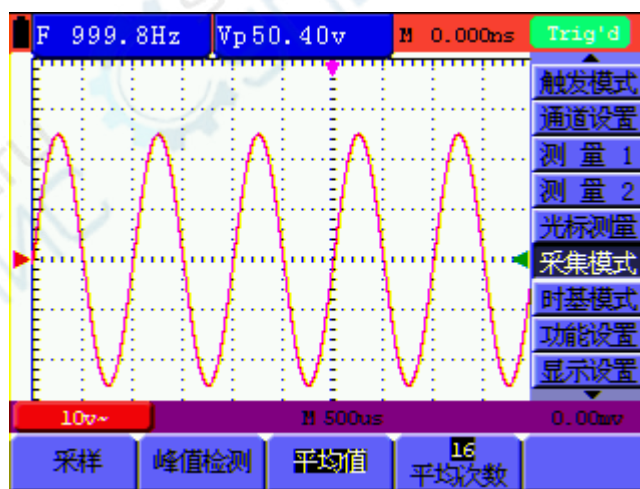 F 999.8Hz
Vp50.40v
M 0.000ns
Trig'd
触发模式
通道设置
测 量 1
测 量 2
光标测量
采集模式
时基模式
功能设置
显示设置
10v~
M 500us
0.00mv
采样
峰值检测
平均值
16
平均次数